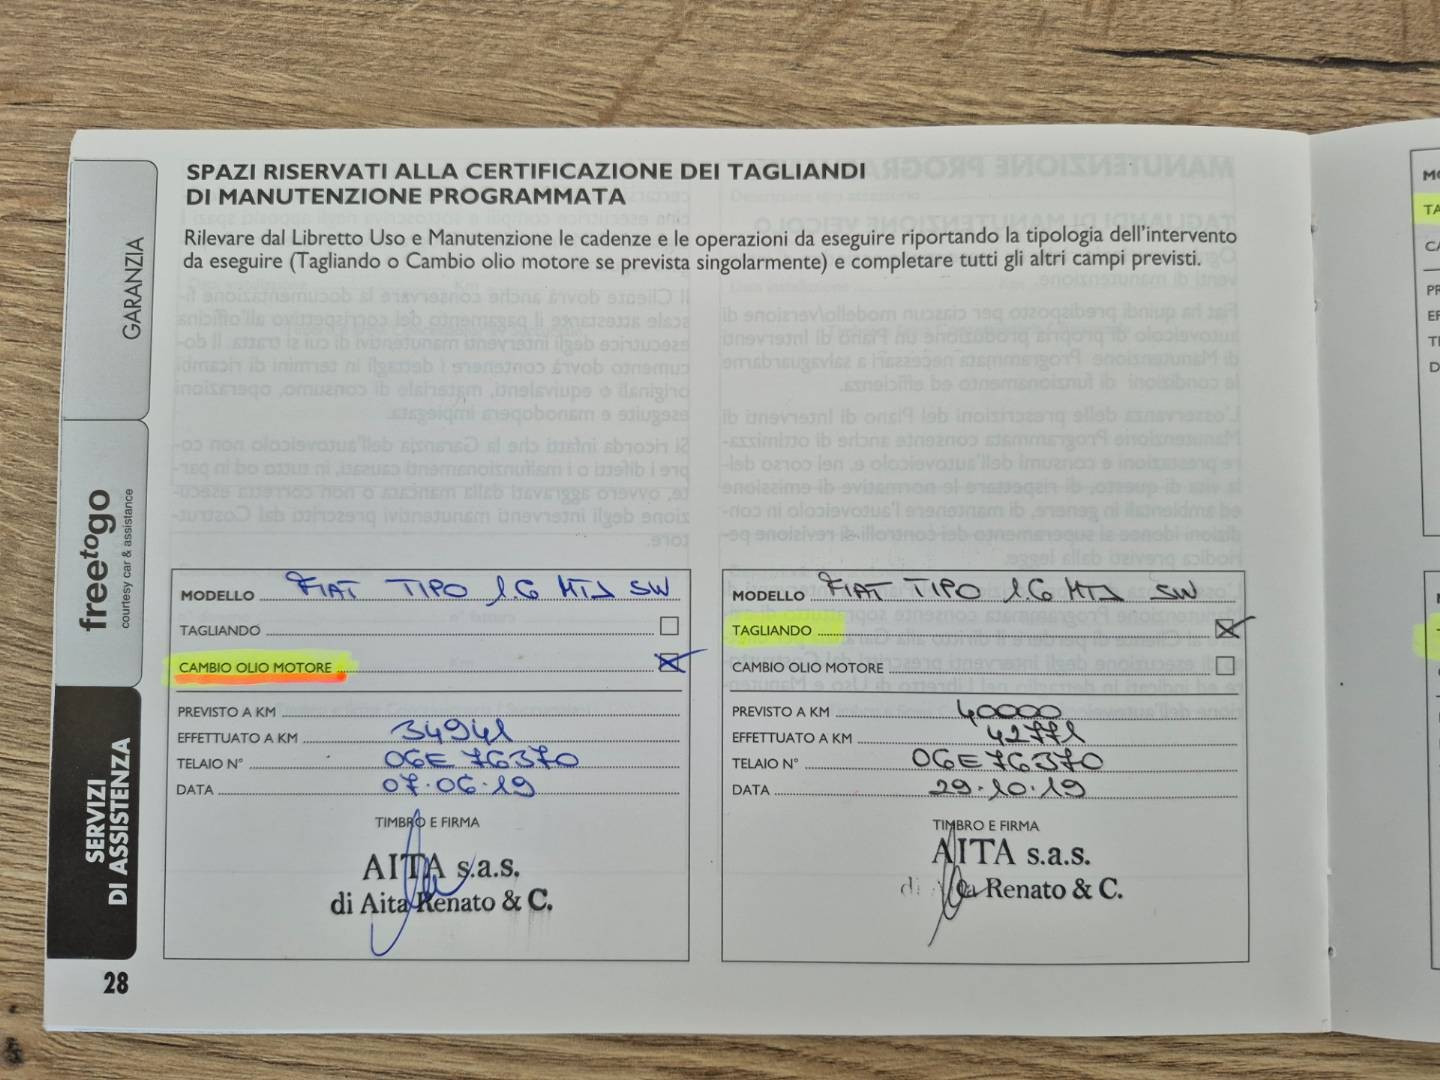 SPAZI RISERVATI ALLA CERTIFICAZIONE DEI TAGLIANDI
DI MANUTENZIONE PROGRAMMATA
Rilevare dal Libretto Uso e Manutenzione le cadenze e le operazioni da eseguire riportando la tipologia dell'intervento
da eseguire (Tagliando o Cambio olio motore se prevista singolarmente) e completare tutti gli altri campi previsti.
GARANZIA
freetogo
courtesy car & assistance
SERVIZI
DI ASSISTENZA
28
MODELLO FIAT TIPO 1.6 MTJ SW
TAGLIANDO
CAMBIO OLIO MOTORE
PREVISTO A KM
EFFETTUATO A KM 34941
TELAIO N° 06E76370
DATA 07.06.19
TIMBRO E FIRMA
AITA s.a.s.
di Aita Renato & C.
MODELLO FIAT TIPO 1.6 MTJ SW
TAGLIANDO
CAMBIO OLIO MOTORE
PREVISTO A KM 40000
EFFETTUATO A KM 42771
TELAIO N° 06E76370
DATA 29.10.19
TIMBRO E FIRMA
AITA s.a.s.
di Renato & C.